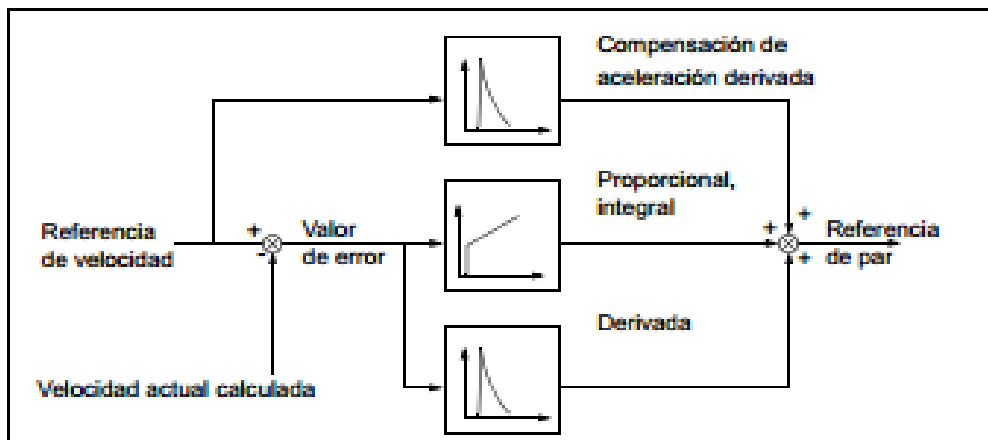 Compensación de
aceleración derivada
Proporcional,
integral
+
+
Referencia
de velocidad
+
-
Valor
de error
+
+
Referencia
de par
Derivada
Velocidad actual calculada